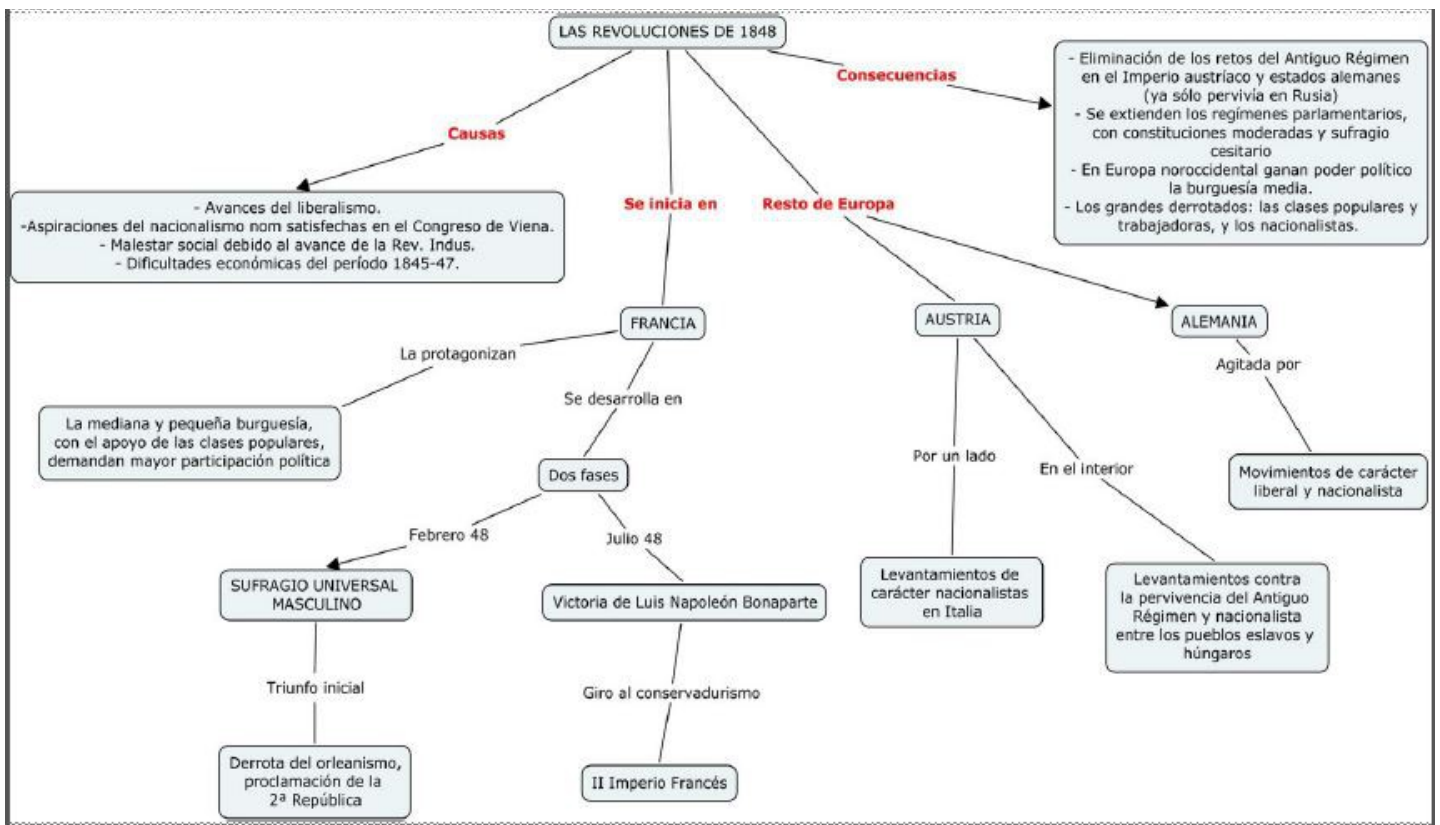 LAS REVOLUCIONES DE 1848
Consecuencias
- Eliminación de los retos del Antiguo Régimen
en el Imperio austríaco y estados alemanes
(ya sólo pervivía en Rusia)
- Se extienden los regímenes parlamentarios,
con constituciones moderadas y sufragio
cesitario
- En Europa noroccidental ganan poder político
la burguesía media.
- Los grandes derrotados: las clases populares y
trabajadoras, y los nacionalistas.
Causas
- Avances del liberalismo.
-Aspiraciones del nacionalismo nom satisfechas en el Congreso de Viena.
- Malestar social debido al avance de la Rev. Indus.
- Dificultades económicas del período 1845-47.
Se inicia en
Resto de Europa
FRANCIA
AUSTRIA
ALEMANIA
La protagonizan
Agitada por
Se desarrolla en
La mediana y pequeña burguesía,
con el apoyo de las clases populares,
demandan mayor participación política
Por un lado
En el interior
Dos fases
Movimientos de carácter
liberal y nacionalista
Febrero 48
Julio 48
SUFRAGIO UNIVERSAL
MASCULINO
Victoria de Luis Napoleón Bonaparte
Levantamientos de
carácter nacionalistas
en Italia
Levantamientos contra
la pervivencia del Antiguo
Régimen y nacionalista
entre los pueblos eslavos y
húngaros
Triunfo inicial
Giro al conservadurismo
Derrota del orleanismo,
proclamación de la
2ª República
II Imperio Francés